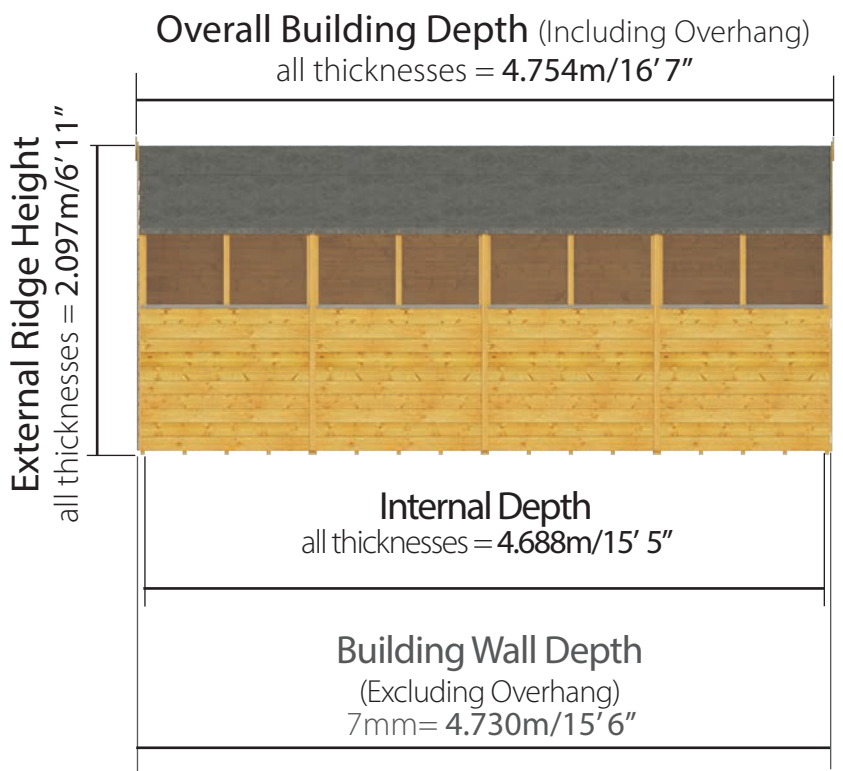 Overall Building Depth (Including Overhang)
all thicknesses = 4.754m/16’ 7”
External Ridge Height
all thicknesses = 2.097m/6’ 11”
Internal Depth
all thicknesses = 4.688m/15’ 5”
Building Wall Depth
(Excluding Overhang)
7mm= 4.730m/15’ 6”